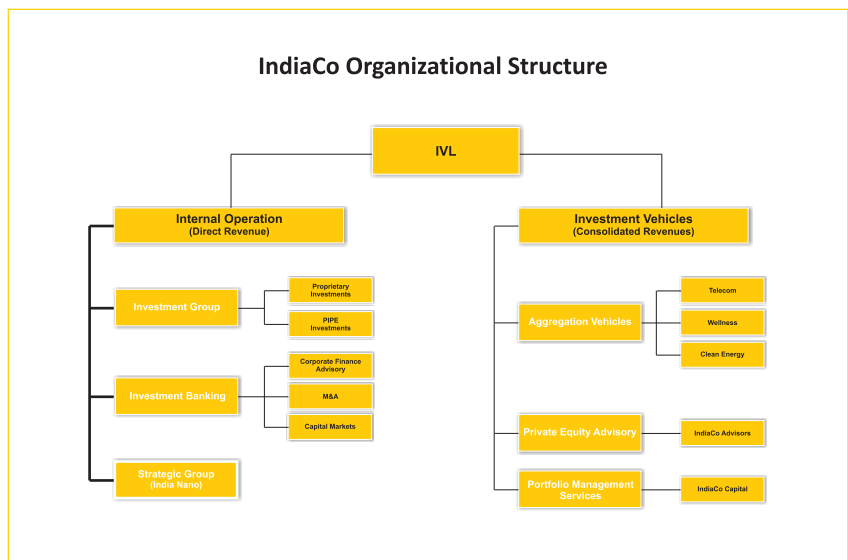 IndiaCo Organizational Structure
IVL
Internal Operation
(Direct Revenue)
Investment Group
Proprietary
Investments
PIPE
Investments
Investment Banking
Corporate Finance
Advisory
M&A
Capital Markets
Strategic Group
(India Nano)
Investment Vehicles
(Consolidated Revenues)
Aggregation Vehicles
Telecom
Wellness
Clean Energy
Private Equity Advisory
IndiaCo Advisors
Portfolio Management
Services
IndiaCo Capital